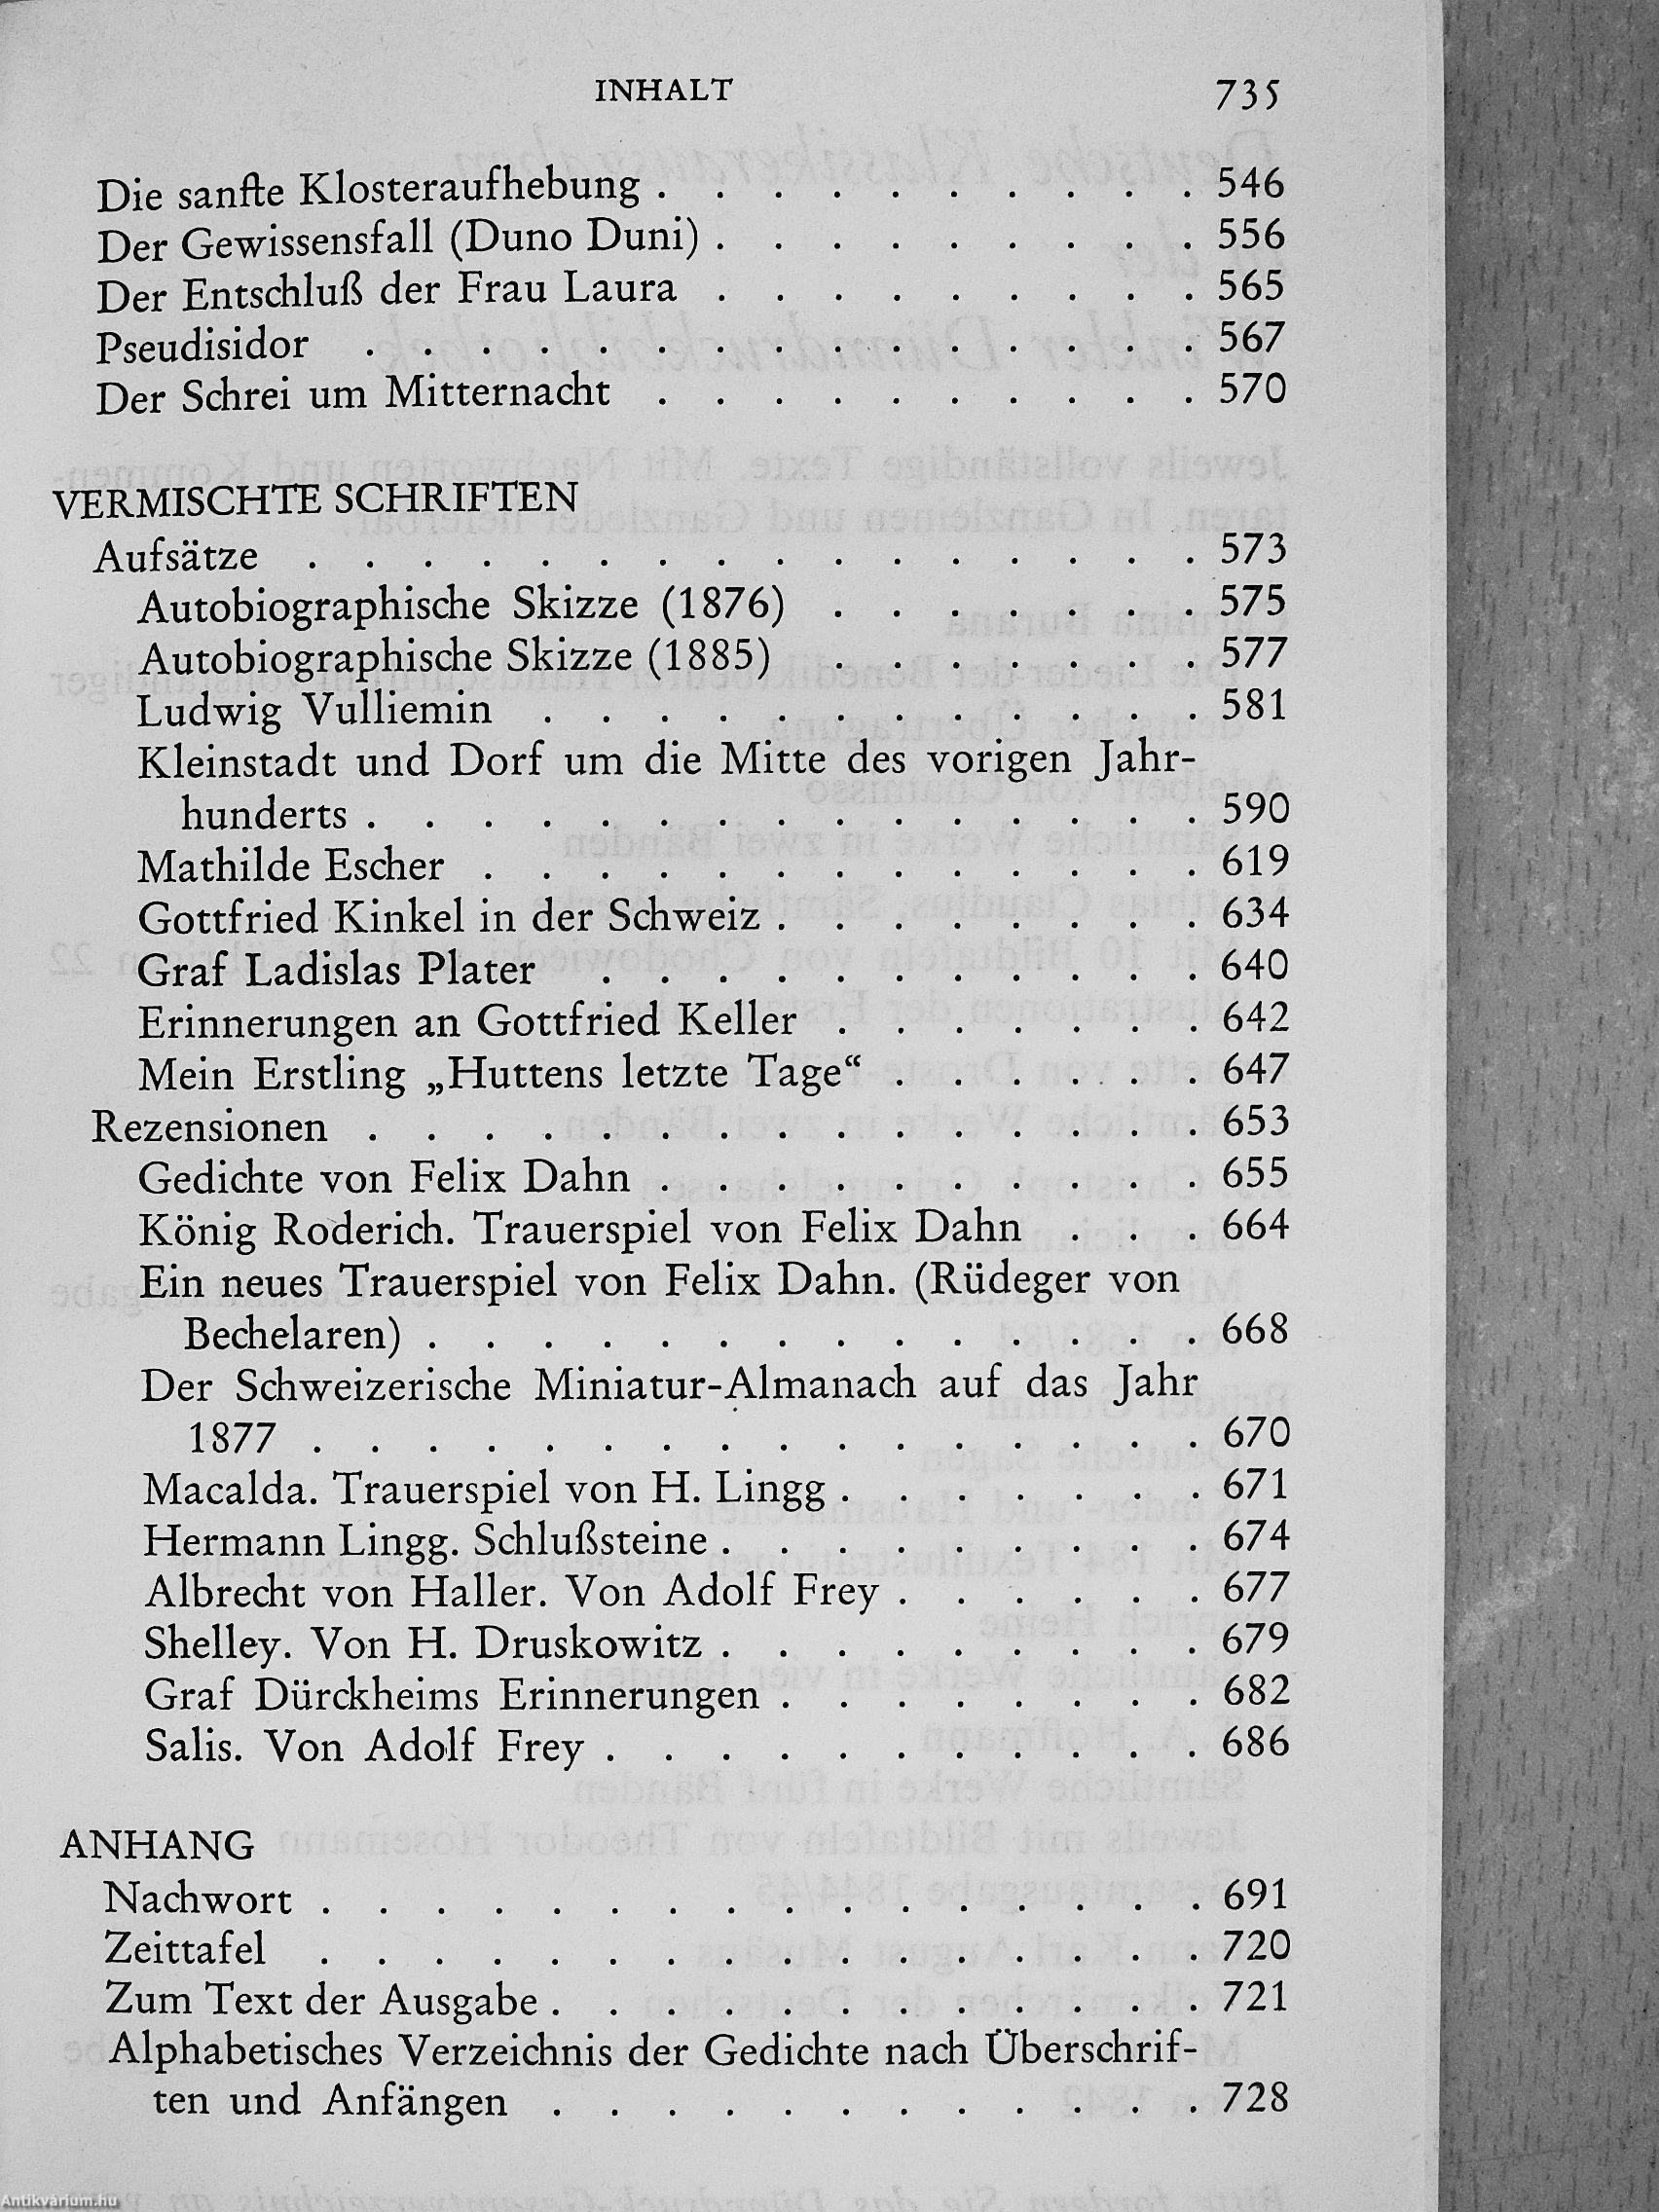 INHALT 735
Die sanfte Klosteraufhebung . . . . . . . . . . 546
Der Gewissensfall (Duno Duni) . . . . . . . . . 556
Der Entschluß der Frau Laura . . . . . . . . . 565
Pseudisidor . . . . . . . . . . . . . . . 567
Der Schrei um Mitternacht . . . . . . . . . . 570
VERMISCHTE SCHRIFTEN
Aufsätze . . . . . . . . . . . . . . . . 573
Autobiographische Skizze (1876) . . . . . . . 575
Autobiographische Skizze (1885) . . . . . . . 577
Ludwig Vulliemin . . . . . . . . . . . . 581
Kleinstadt und Dorf um die Mitte des vorigen Jahr-
hunderts . . . . . . . . . . . . . . . 590
Mathilde Escher . . . . . . . . . . . . . 619
Gottfried Kinkel in der Schweiz . . . . . . . . 634
Graf Ladislas Plater . . . . . . . . . . . 640
Erinnerungen an Gottfried Keller . . . . . . . 642
Mein Erstling „Huttens letzte Tage“ . . . . . . 647
Rezensionen . . . . . . . . . . . . . . . 653
Gedichte von Felix Dahn . . . . . . . . . . 655
König Roderich. Trauerspiel von Felix Dahn . . . 664
Ein neues Trauerspiel von Felix Dahn. (Rüdeger von
Bechelaren) . . . . . . . . . . . . . . 668
Der Schweizerische Miniatur-Almanach auf das Jahr
1877 . . . . . . . . . . . . . . . . 670
Macalda. Trauerspiel von H. Lingg . . . . . . . 671
Hermann Lingg. Schlußsteine . . . . . . . . . 674
Albrecht von Haller. Von Adolf Frey . . . . . . 677
Shelley. Von H. Druskowitz . . . . . . . . . 679
Graf Dürckheims Erinnerungen . . . . . . . . 682
Salis. Von Adolf Frey . . . . . . . . . . . 686
ANHANG
Nachwort . . . . . . . . . . . . . . . . 691
Zeittafel . . . . . . . . . . . . . . . . 720
Zum Text der Ausgabe . . . . . . . . . . . . 721
Alphabetisches Verzeichnis der Gedichte nach Überschrif-
ten und Anfängen . . . . . . . . . . . . 728
Antikvárium.hu